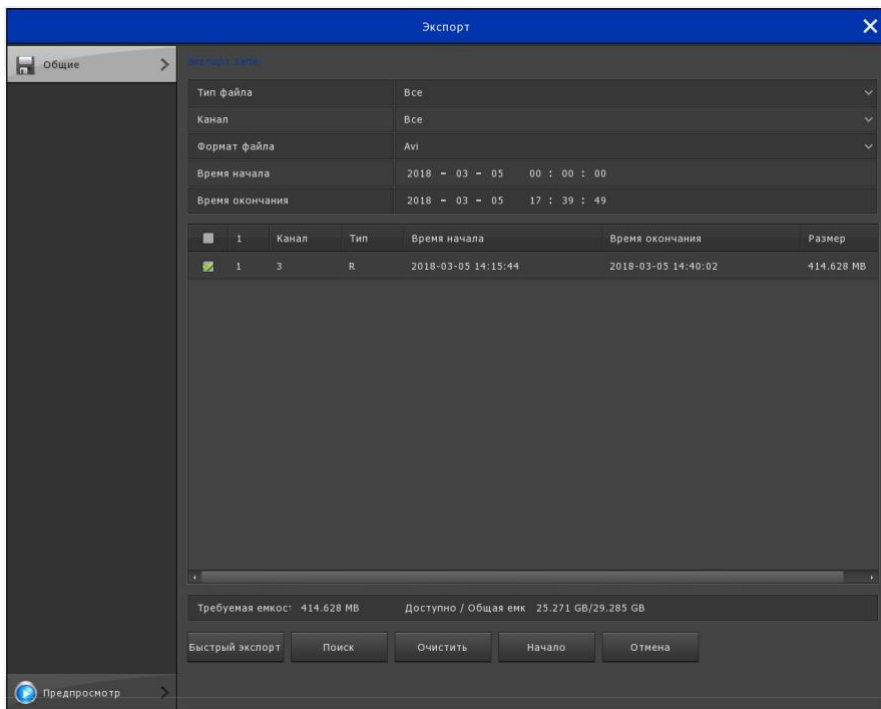 Экспорт
Общие
Экспорт запи
Тип файла Все
Канал Все
Формат файла Avi
Время начала 2018 - 03 - 05 00 : 00 : 00
Время окончания 2018 - 03 - 05 17 : 39 : 49
1 Канал Тип Время начала Время окончания Размер
1 3 R 2018-03-05 14:15:44 2018-03-05 14:40:02 414.628 MB
Требуемая емкос 414.628 MB Доступно / Общая емк 25.271 GB/29.285 GB
Быстрый экспорт Поиск Очистить Начало Отмена
Предпросмотр